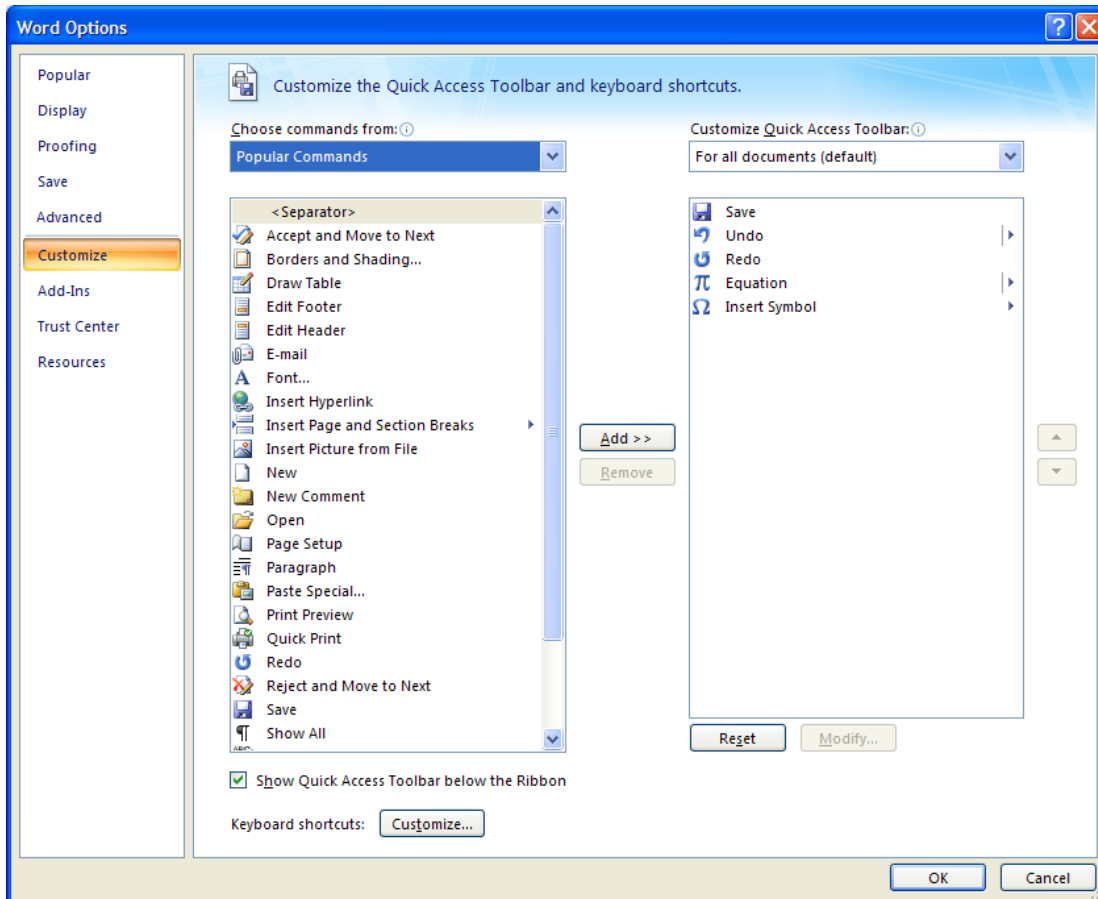 Word Options
Popular
Display
Proofing
Save
Advanced
Customize
Add-Ins
Trust Center
Resources
Customize the Quick Access Toolbar and keyboard shortcuts.
Choose commands from:
Popular Commands
<Separator>
Accept and Move to Next
Borders and Shading...
Draw Table
Edit Footer
Edit Header
E-mail
Font...
Insert Hyperlink
Insert Page and Section Breaks
Insert Picture from File
New
New Comment
Open
Page Setup
Paragraph
Paste Special...
Print Preview
Quick Print
Redo
Reject and Move to Next
Save
Show All
Add >>
Remove
Customize Quick Access Toolbar:
For all documents (default)
Save
Undo
Redo
Equation
Insert Symbol
Reset
Modify...
Show Quick Access Toolbar below the Ribbon
Keyboard shortcuts:
Customize...
OK
Cancel